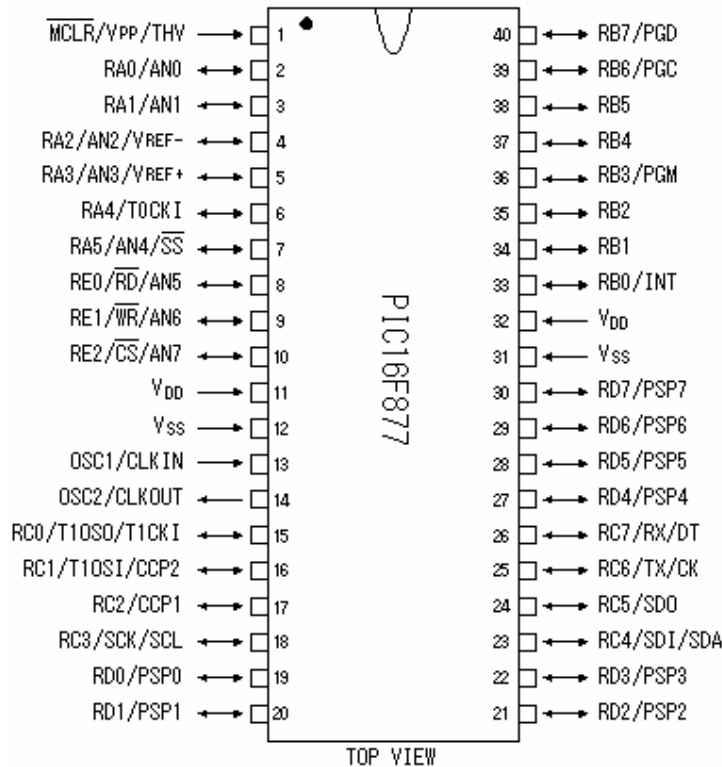 MCLR/VPP/THV 1
RA0/AN0 2
RA1/AN1 3
RA2/AN2/VREF- 4
RA3/AN3/VREF+ 5
RA4/T0CKI 6
RA5/AN4/SS 7
RE0/RD/AN5 8
RE1/WR/AN6 9
RE2/CS/AN7 10
VDD 11
VSS 12
OSC1/CLKIN 13
OSC2/CLKOUT 14
RC0/T1OSO/T1CKI 15
RC1/T1OSI/CCP2 16
RC2/CCP1 17
RC3/SCK/SCL 18
RD0/PSP0 19
RD1/PSP1 20
PIC16F877
40 RB7/PGD
39 RB6/PGC
38 RB5
37 RB4
36 RB3/PGM
35 RB2
34 RB1
33 RB0/INT
32 VDD
31 VSS
30 RD7/PSP7
29 RD6/PSP6
28 RD5/PSP5
27 RD4/PSP4
26 RC7/RX/DT
25 RC6/TX/CK
24 RC5/SDO
23 RC4/SDI/SDA
22 RD3/PSP3
21 RD2/PSP2
TOP VIEW